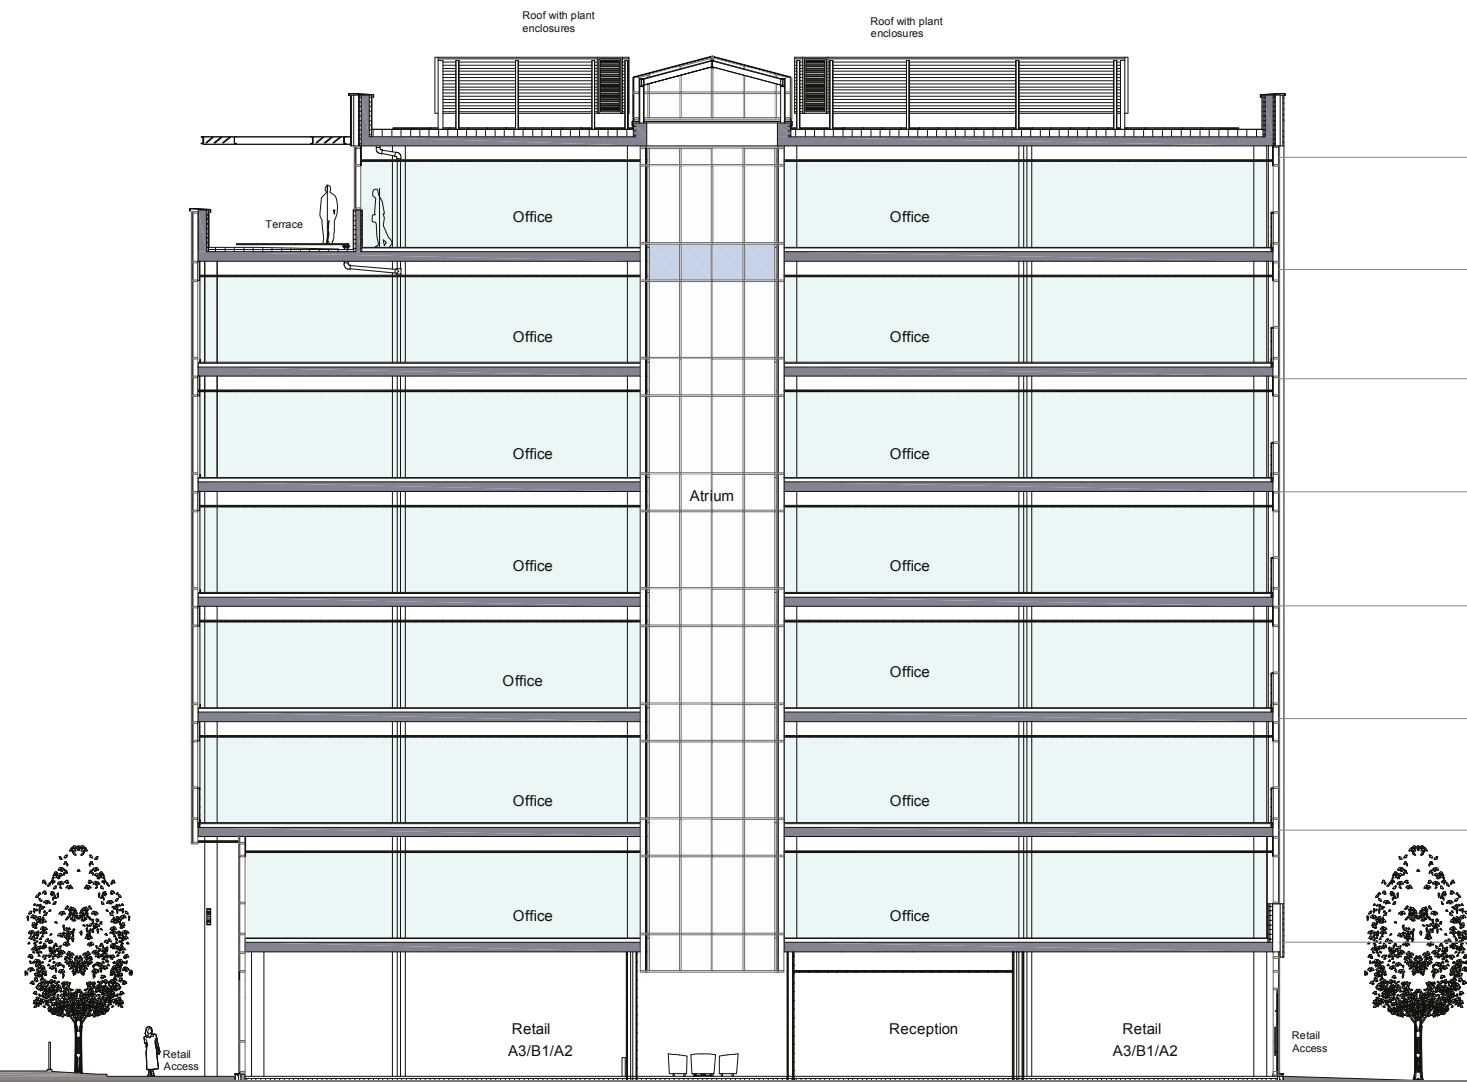 Roof with plant
enclosures
Roof with plant
enclosures
Office
Office
Terrace
Office
Office
Office
Office
Atrium
Office
Office
Office
Office
Office
Office
Office
Office
Retail
A3/B1/A2
Reception
Retail
A3/B1/A2
Retail
Access
Retail
Access